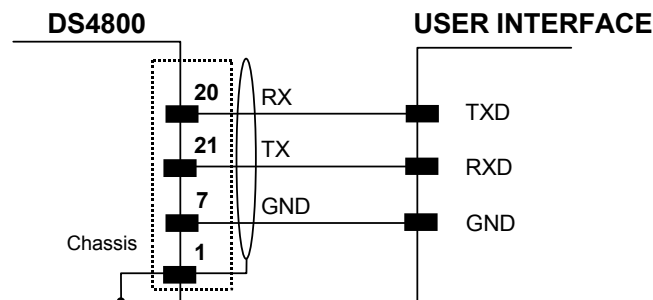 DS4800 USER INTERFACE
20 RX TXD
21 TX RXD
7 GND GND
Chassis 1